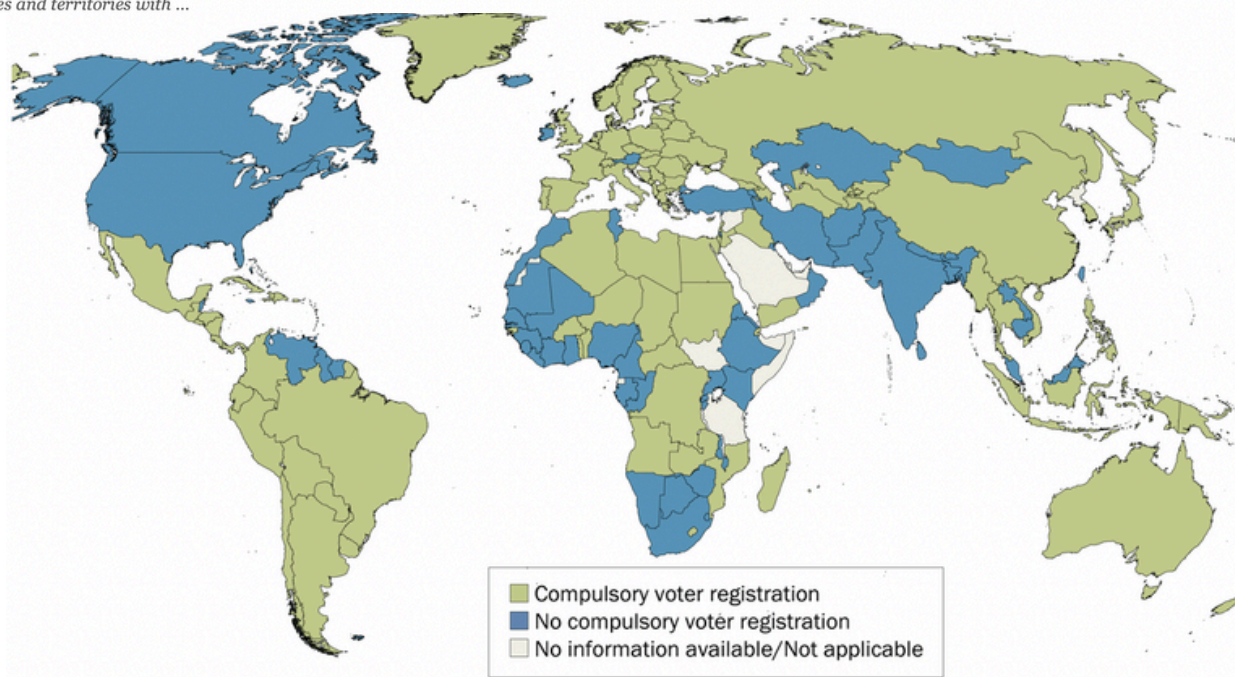 es and territories with ...
Compulsory voter registration
No compulsory voter registration
No information available/Not applicable